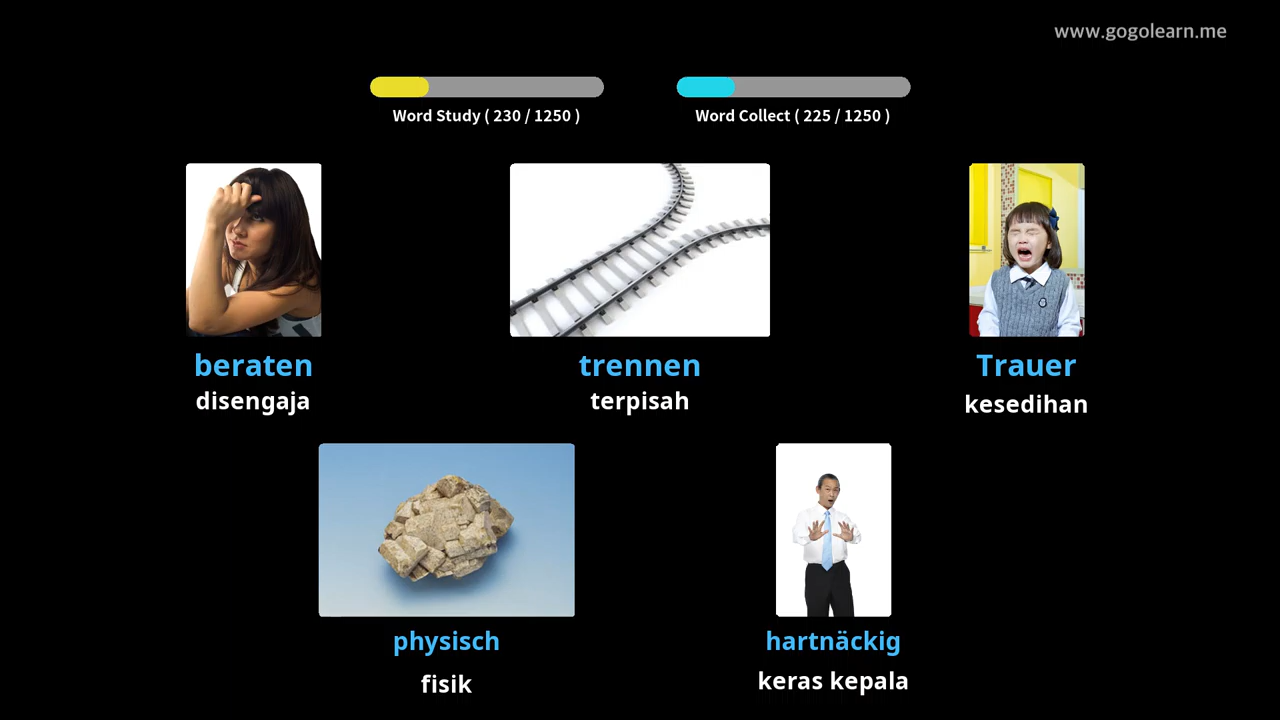 www.gogolearn.me
Word Study ( 230 / 1250 )
Word Collect ( 225 / 1250 )
beraten
disengaja
trennen
terpisah
Trauer
kesedihan
physisch
fisik
hartnäckig
keras kepala